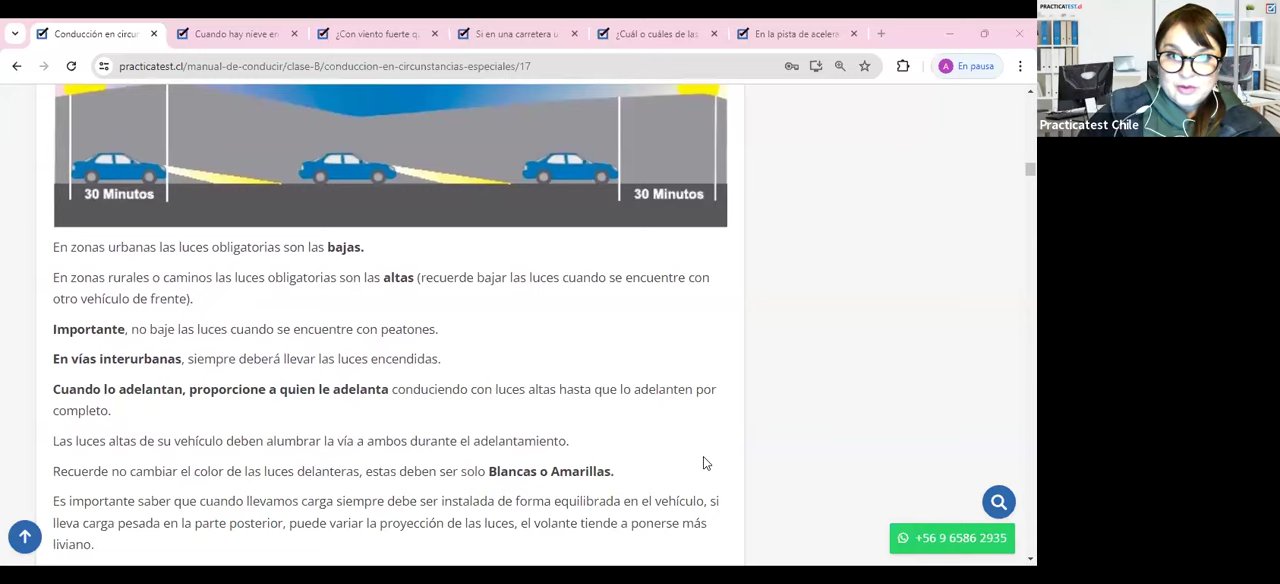 Conducción en circun
Cuando hay nieve en
¿Con viento fuerte q
Si en una carretera u
¿Cuál o cuáles de las
En la pista de acelera
practicatest.cl/manual-de-conducir/clase-B/conduccion-en-circunstancias-especiales/17
A En pausa
PRACTICATEST.cl
Practicatest Chile
30 Minutos
30 Minutos
En zonas urbanas las luces obligatorias son las bajas.
En zonas rurales o caminos las luces obligatorias son las altas (recuerde bajar las luces cuando se encuentre con
otro vehículo de frente).
Importante, no baje las luces cuando se encuentre con peatones.
En vías interurbanas, siempre deberá llevar las luces encendidas.
Cuando lo adelantan, proporcione a quien le adelanta conduciendo con luces altas hasta que lo adelanten por
completo.
Las luces altas de su vehículo deben alumbrar la vía a ambos durante el adelantamiento.
Recuerde no cambiar el color de las luces delanteras, estas deben ser solo Blancas o Amarillas.
Es importante saber que cuando llevamos carga siempre debe ser instalada de forma equilibrada en el vehículo, si
lleva carga pesada en la parte posterior, puede variar la proyección de las luces, el volante tiende a ponerse más
liviano.
+56 9 6586 2935